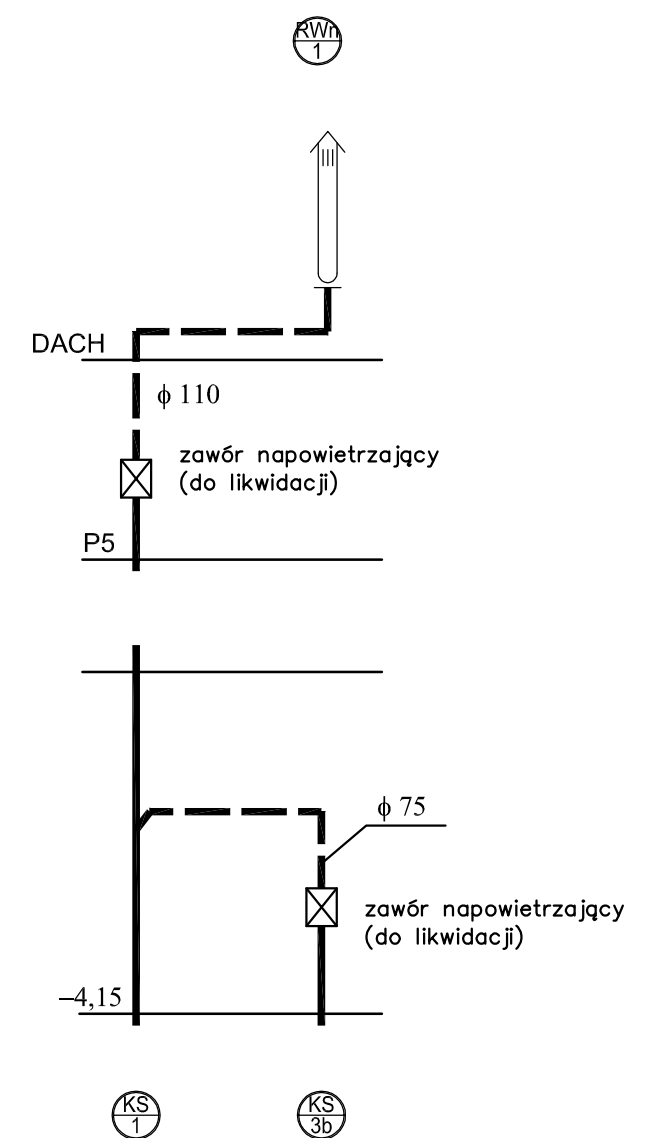 RWn
1
DACH
ϕ 110
zawór napowietrzający
(do likwidacji)
P5
ϕ 75
zawór napowietrzający
(do likwidacji)
−4,15
KS
1
KS
3b